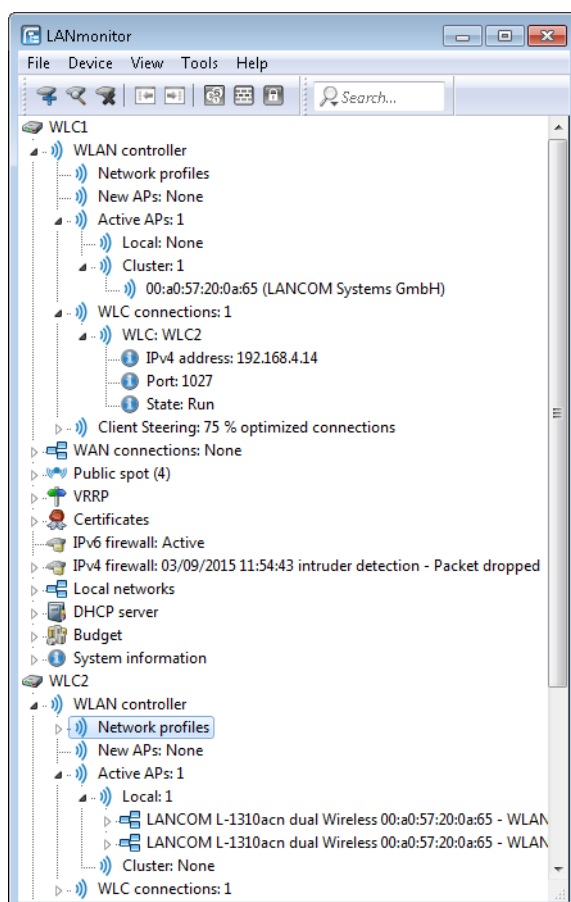 LANmonitor
File Device View Tools Help
Search...
WLC1
WLAN controller
Network profiles
New APs: None
Active APs: 1
Local: None
Cluster: 1
00:a0:57:20:0a:65 (LANCOM Systems GmbH)
WLC connections: 1
WLC: WLC2
IPv4 address: 192.168.4.14
Port: 1027
State: Run
Client Steering: 75 % optimized connections
WAN connections: None
Public spot (4)
VRRP
Certificates
IPv6 firewall: Active
IPv4 firewall: 03/09/2015 11:54:43 intruder detection - Packet dropped
Local networks
DHCP server
Budget
System information
WLC2
WLAN controller
Network profiles
New APs: None
Active APs: 1
Local: 1
LANCOM L-1310acn dual Wireless 00:a0:57:20:0a:65 - WLAN
LANCOM L-1310acn dual Wireless 00:a0:57:20:0a:65 - WLAN
Cluster: None
WLC connections: 1